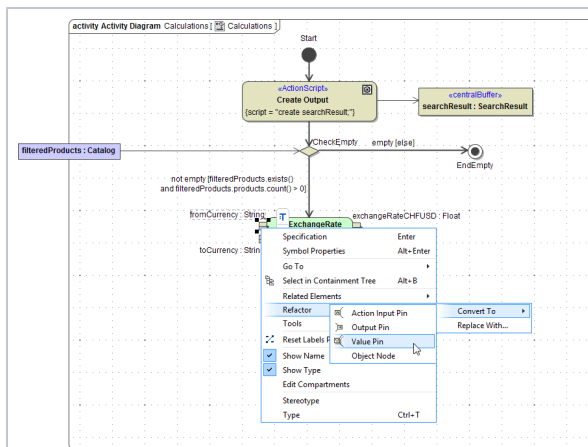 activity Activity Diagram Calculations [ Calculations ]
Start
«ActionScript»
Create Output
{script = "create searchResult;"}
«centralBuffer»
searchResult : SearchResult
filteredProducts : Catalog
CheckEmpty
empty [else]
EndEmpty
not empty [filteredProducts.exists()
and filteredProducts.products.count() > 0]
fromCurrency : String
exchangeRateCHFUSD : Float
ExchangeRate
toCurrency : Strin
Specification Enter
Symbol Properties Alt+Enter
Go To
Select in Containment Tree Alt+B
Related Elements
Refactor
Tools
Reset Labels P
Show Name
Show Type
Edit Compartments
Stereotype
Type Ctrl+T
Action Input Pin
Output Pin
Value Pin
Object Node
Convert To
Replace With...